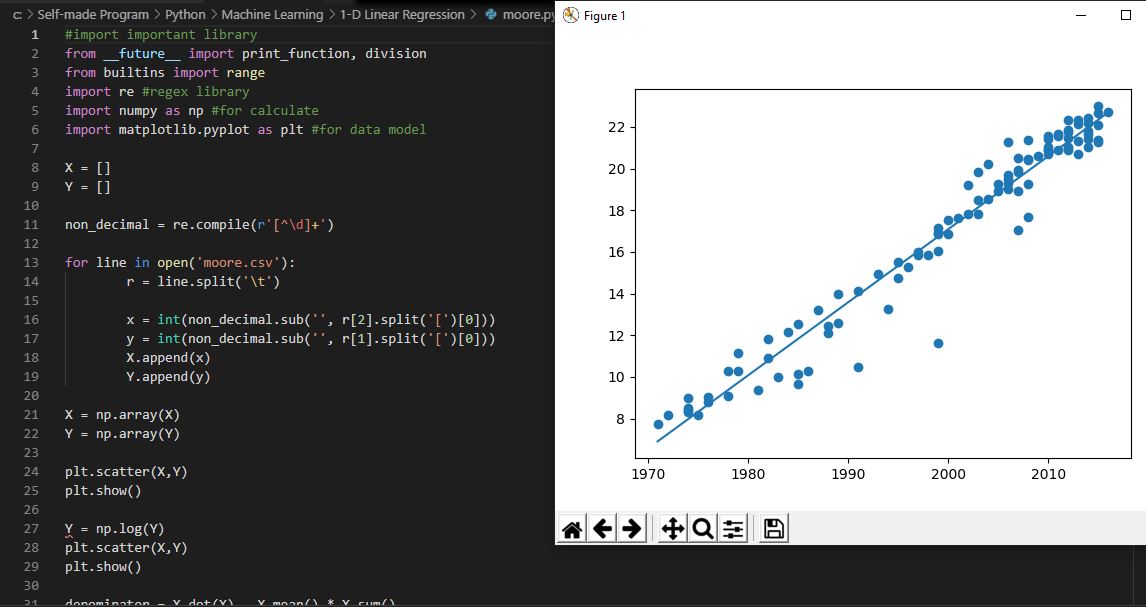 C: > Self-made Program > Python > Machine Learning > 1-D Linear Regression > moore.py
1 #import important library
2 from __future__ import print_function, division
3 from builtins import range
4 import re #regex library
5 import numpy as np #for calculate
6 import matplotlib.pyplot as plt #for data model
7
8 X = []
9 Y = []
10
11 non_decimal = re.compile(r'[^\d]+')
12
13 for line in open('moore.csv'):
14 r = line.split('\t')
15
16 x = int(non_decimal.sub('', r[2].split('[')[0]))
17 y = int(non_decimal.sub('', r[1].split('[')[0]))
18 X.append(x)
19 Y.append(y)
20
21 X = np.array(X)
22 Y = np.array(Y)
23
24 plt.scatter(X,Y)
25 plt.show()
26
27 Y = np.log(Y)
28 plt.scatter(X,Y)
29 plt.show()
30
31 denominator = X.dot(X) - X.mean() * X.sum()
Figure 1
22
20
18
16
14
12
10
8
1970 1980 1990 2000 2010